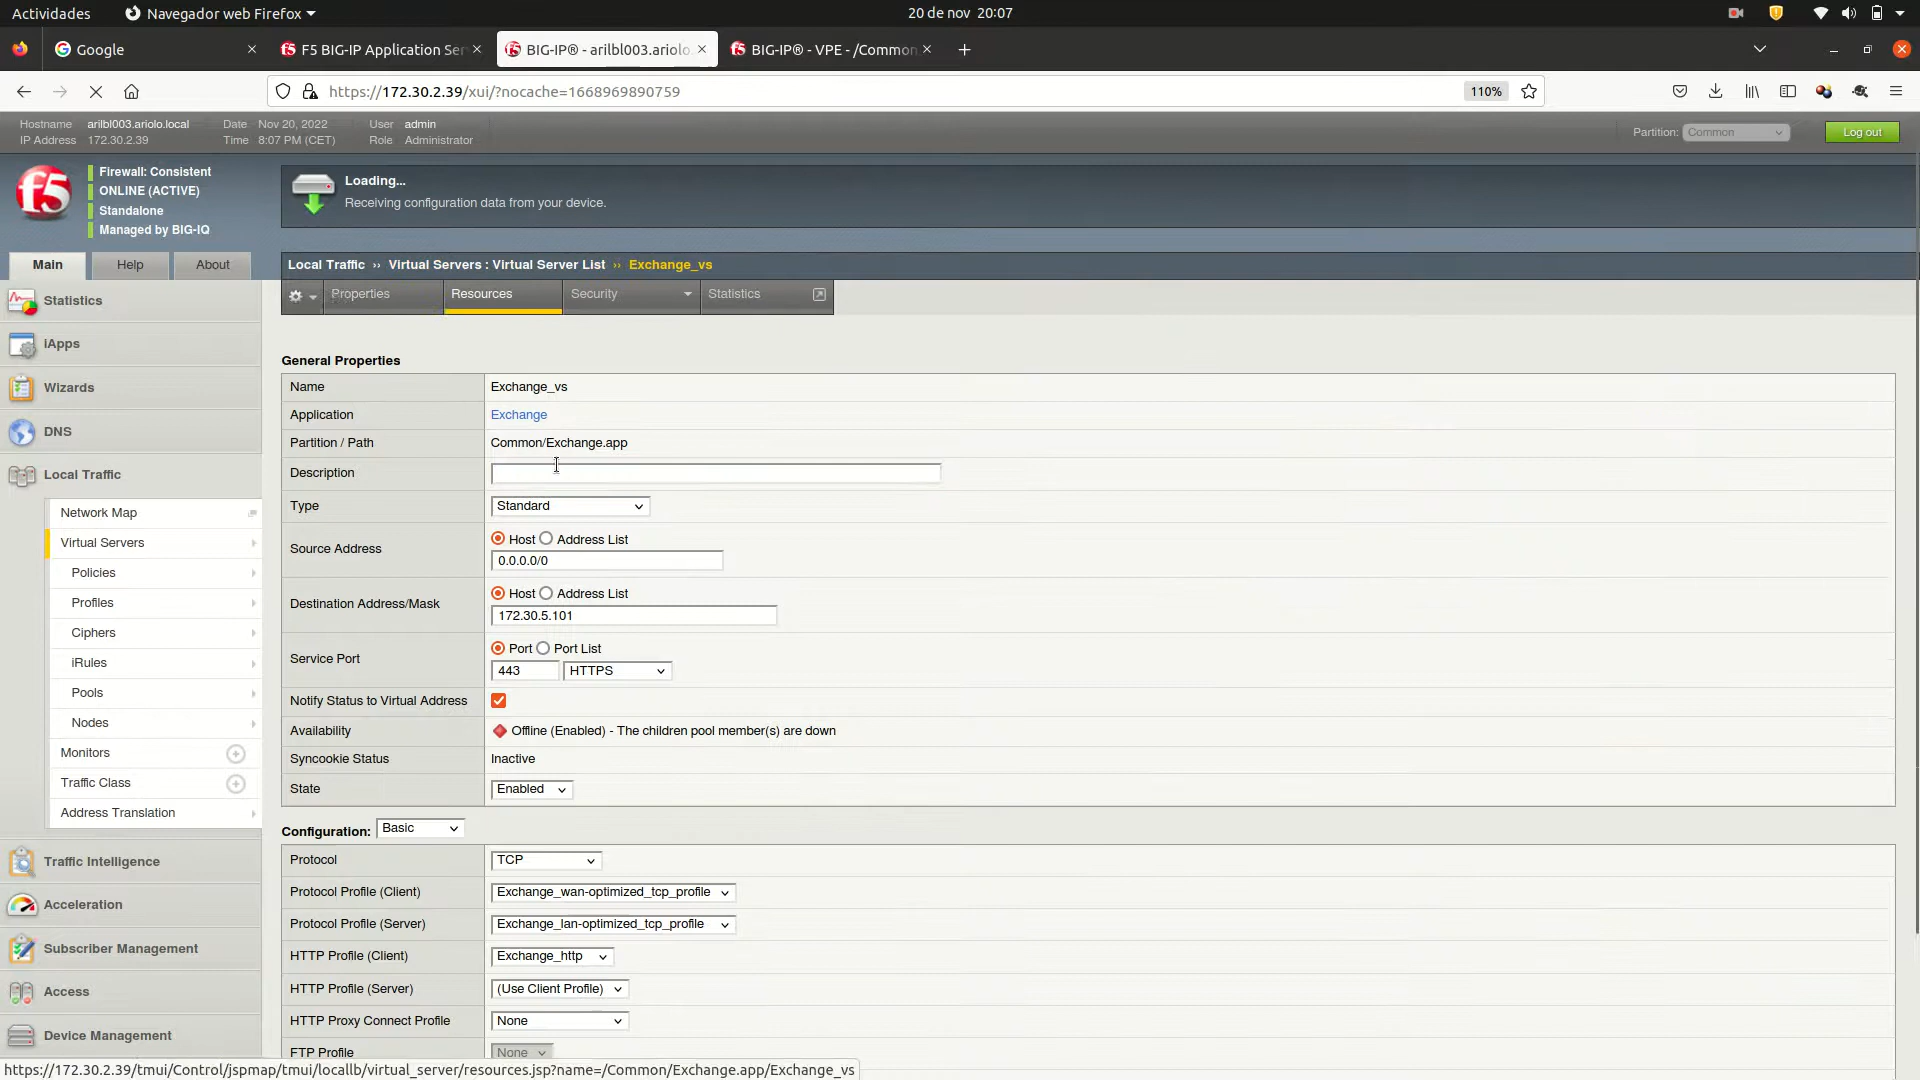 Actividades
Navegador web Firefox
20 de nov 20:07
Google
F5 BIG-IP Application Ser
BIG-IP® - arilbl003.ariolo.
BIG-IP® - VPE - /Common
https://172.30.2.39/xui/?nocache=1668969890759
110%
Hostname arilbl003.ariolo.local
Date Nov 20, 2022
User admin
IP Address 172.30.2.39
Time 8:07 PM (CET)
Role Administrator
Partition: Common
Log out
f5
Firewall: Consistent
ONLINE (ACTIVE)
Standalone
Managed by BIG-IQ
Loading...
Receiving configuration data from your device.
Main
Help
About
Local Traffic ›› Virtual Servers : Virtual Server List ›› Exchange_vs
Properties
Resources
Security
Statistics
Statistics
iApps
Wizards
DNS
Local Traffic
Network Map
Virtual Servers
Policies
Profiles
Ciphers
iRules
Pools
Nodes
Monitors
Traffic Class
Address Translation
Traffic Intelligence
Acceleration
Subscriber Management
Access
Device Management
General Properties
Name Exchange_vs
Application Exchange
Partition / Path Common/Exchange.app
Description
Type Standard
Source Address
Host Address List
0.0.0.0/0
Destination Address/Mask
Host Address List
172.30.5.101
Service Port
Port Port List
443 HTTPS
Notify Status to Virtual Address
Availability Offline (Enabled) - The children pool member(s) are down
Syncookie Status Inactive
State Enabled
Configuration: Basic
Protocol TCP
Protocol Profile (Client) Exchange_wan-optimized_tcp_profile
Protocol Profile (Server) Exchange_lan-optimized_tcp_profile
HTTP Profile (Client) Exchange_http
HTTP Profile (Server) (Use Client Profile)
HTTP Proxy Connect Profile None
FTP Profile None
https://172.30.2.39/tmui/Control/jspmap/tmui/locallb/virtual_server/resources.jsp?name=/Common/Exchange.app/Exchange_vs